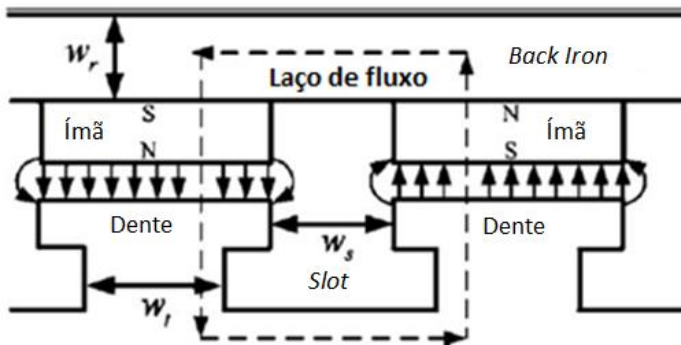 Back Iron
w_r
Laço de fluxo
Ímã S N Ímã
N S
Dente Dente
w_s
Slot
w_t